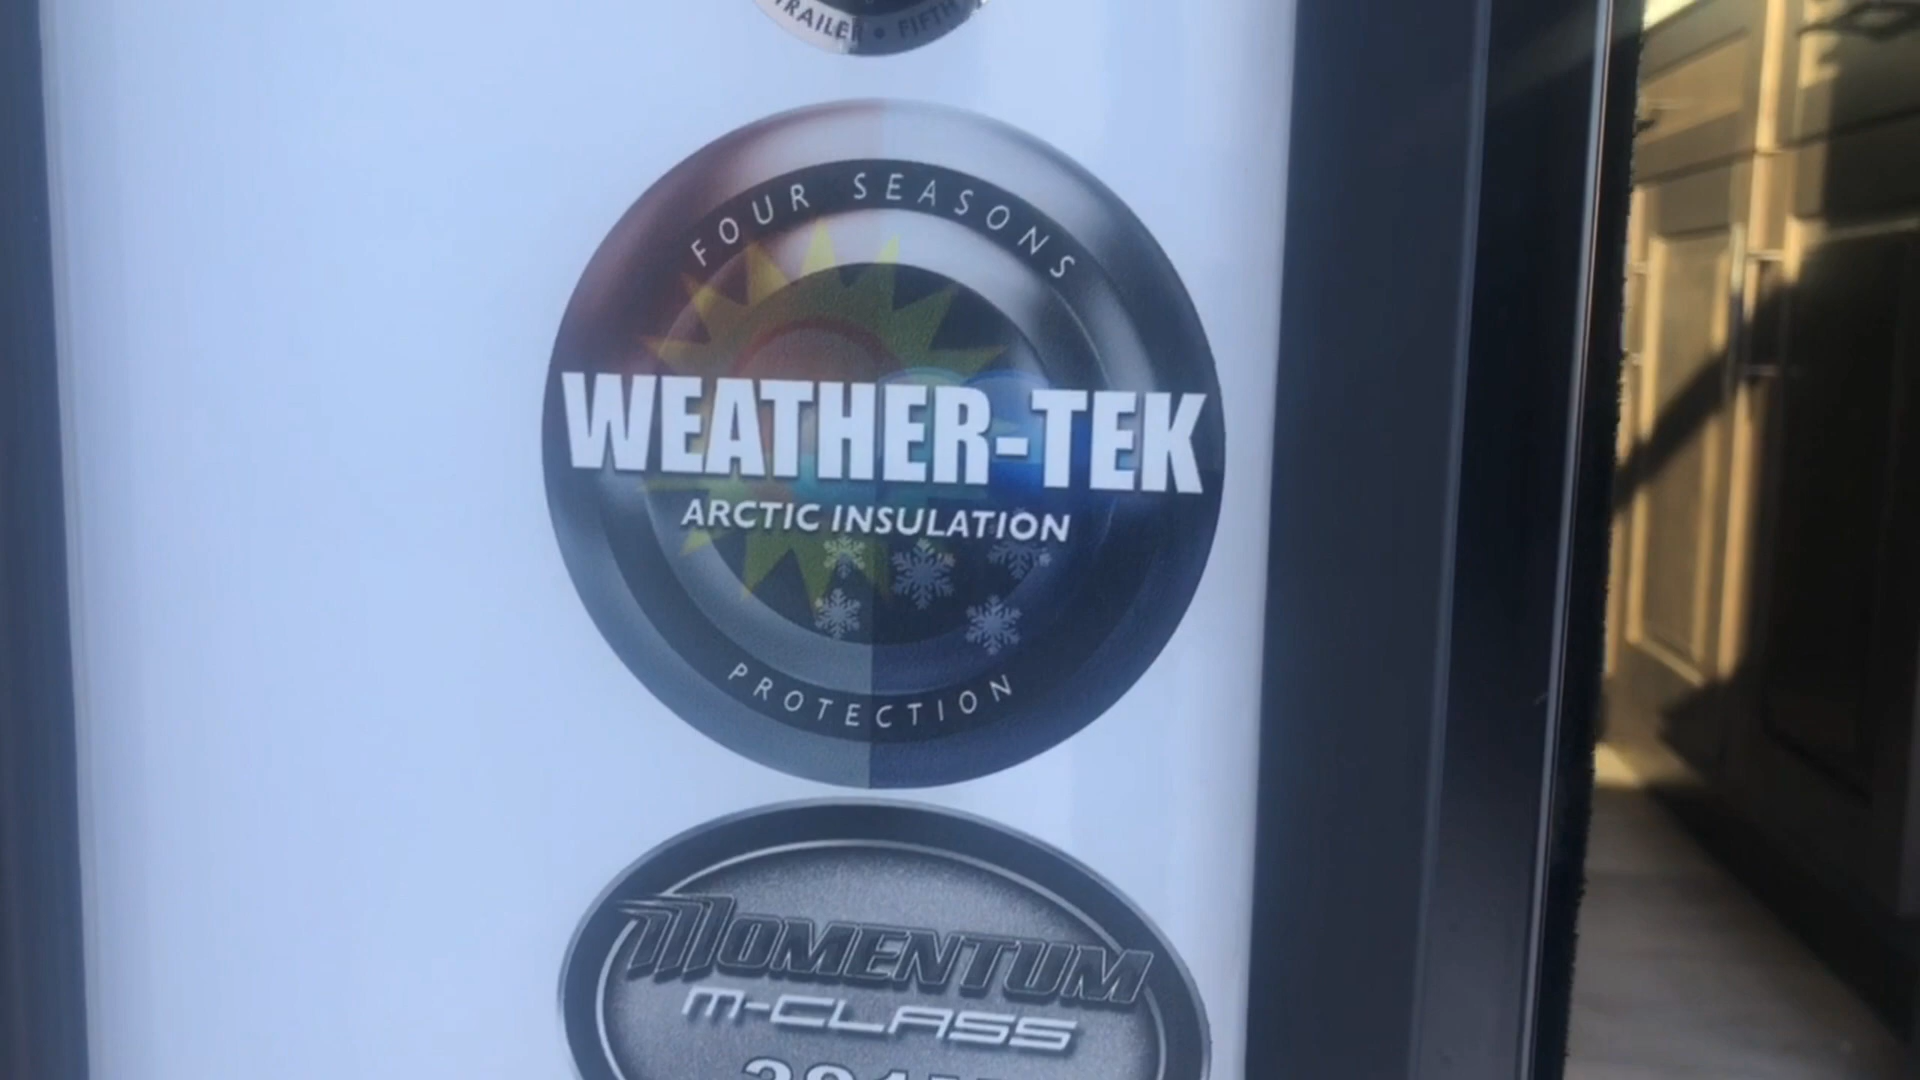 TRAILER • FIFTH
FOUR SEASONS
WEATHER-TEK
ARCTIC INSULATION
PROTECTION
MOMENTUM
M-CLASS